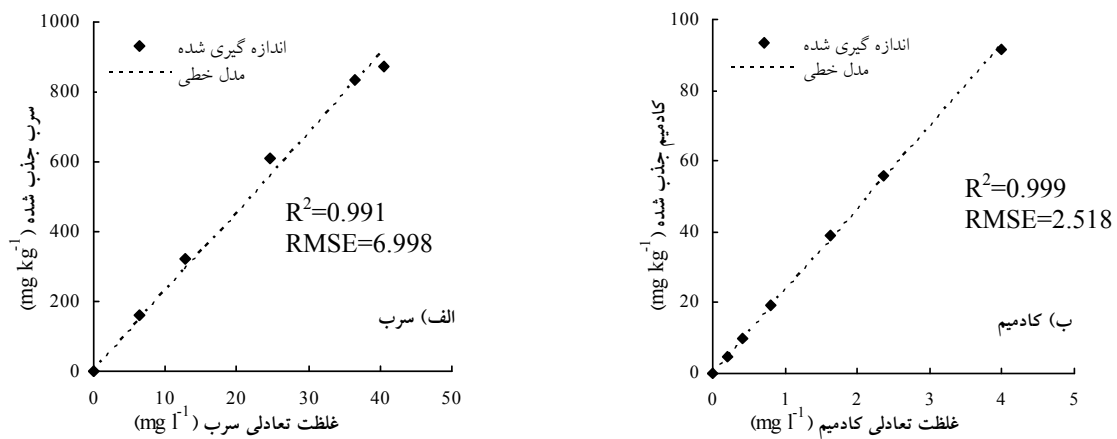 1000
800
600
400
200
0
0 10 20 30 40 50
اندازه گیری شده
مدل خطی
سرب جذب شده (mg kg⁻¹)
R²=0.991
RMSE=6.998
الف) سرب
غلظت تعادلی سرب (mg l⁻¹)
100
80
60
40
20
0
0 1 2 3 4 5
اندازه گیری شده
مدل خطی
کادمیم جذب شده (mg kg⁻¹)
R²=0.999
RMSE=2.518
ب) کادمیم
غلظت تعادلی کادمیم (mg l⁻¹)